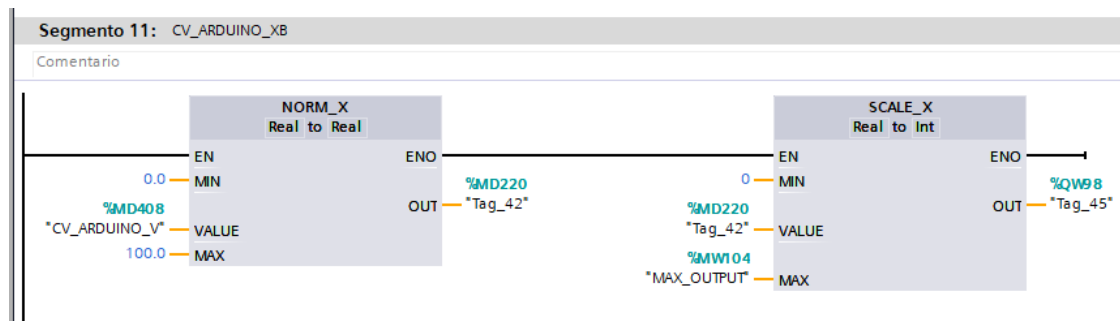 Segmento 11: CV_ARDUINO_XB
Comentario
NORM_X
Real to Real
EN
ENO
0.0
MIN
%MD220
OUT
"Tag_42"
%MD408
"CV_ARDUINO_V"
VALUE
100.0
MAX
SCALE_X
Real to Int
EN
ENO
0
MIN
%QW98
OUT
"Tag_45"
%MD220
"Tag_42"
VALUE
%MW104
"MAX_OUTPUT"
MAX